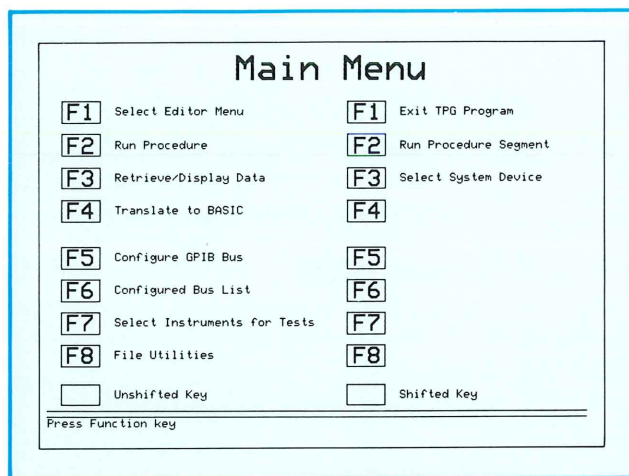 Main Menu
F1 Select Editor Menu F1 Exit TPG Program
F2 Run Procedure F2 Run Procedure Segment
F3 Retrieve/Display Data F3 Select System Device
F4 Translate to BASIC F4
F5 Configure GPIB Bus F5
F6 Configured Bus List F6
F7 Select Instruments for Tests F7
F8 File Utilities F8
Unshifted Key Shifted Key
Press Function key